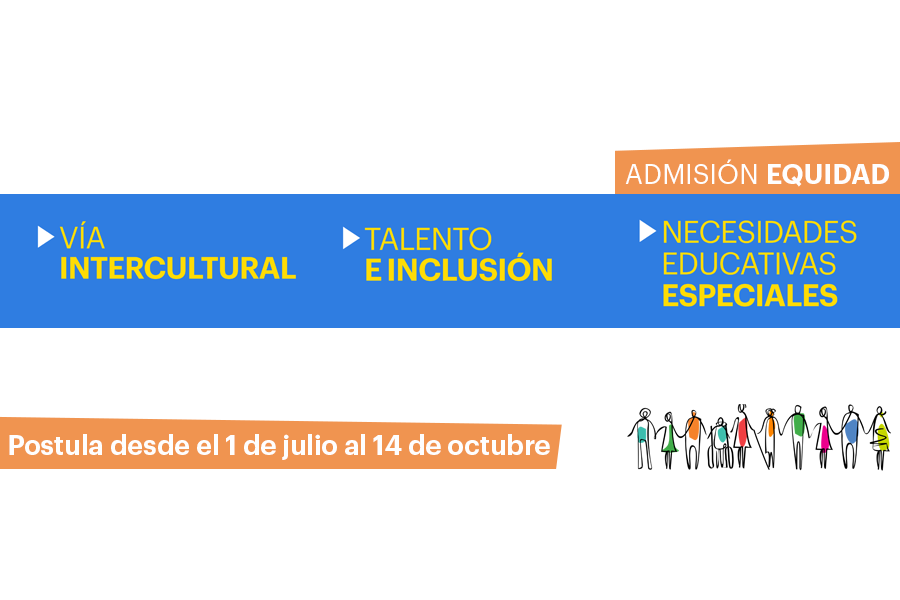 ADMISIÓN EQUIDAD
VÍA
INTERCULTURAL
TALENTO
E INCLUSIÓN
NECESIDADES
EDUCATIVAS
ESPECIALES
Postula desde el 1 de julio al 14 de octubre